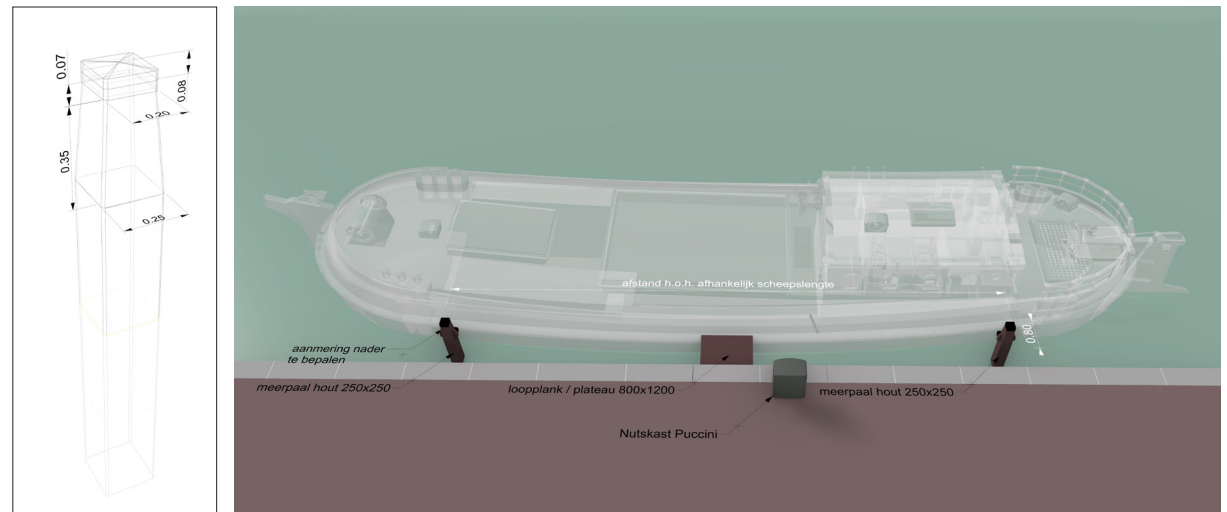 0.07
0.08
0.20
0.35
0.25
afstand h.o.h. afhankelijk scheepslengte
0.80
aanmering nader
te bepalen
meerpaal hout 250x250
loopplank / plateau 800x1200
meerpaal hout 250x250
Nutskast Puccini